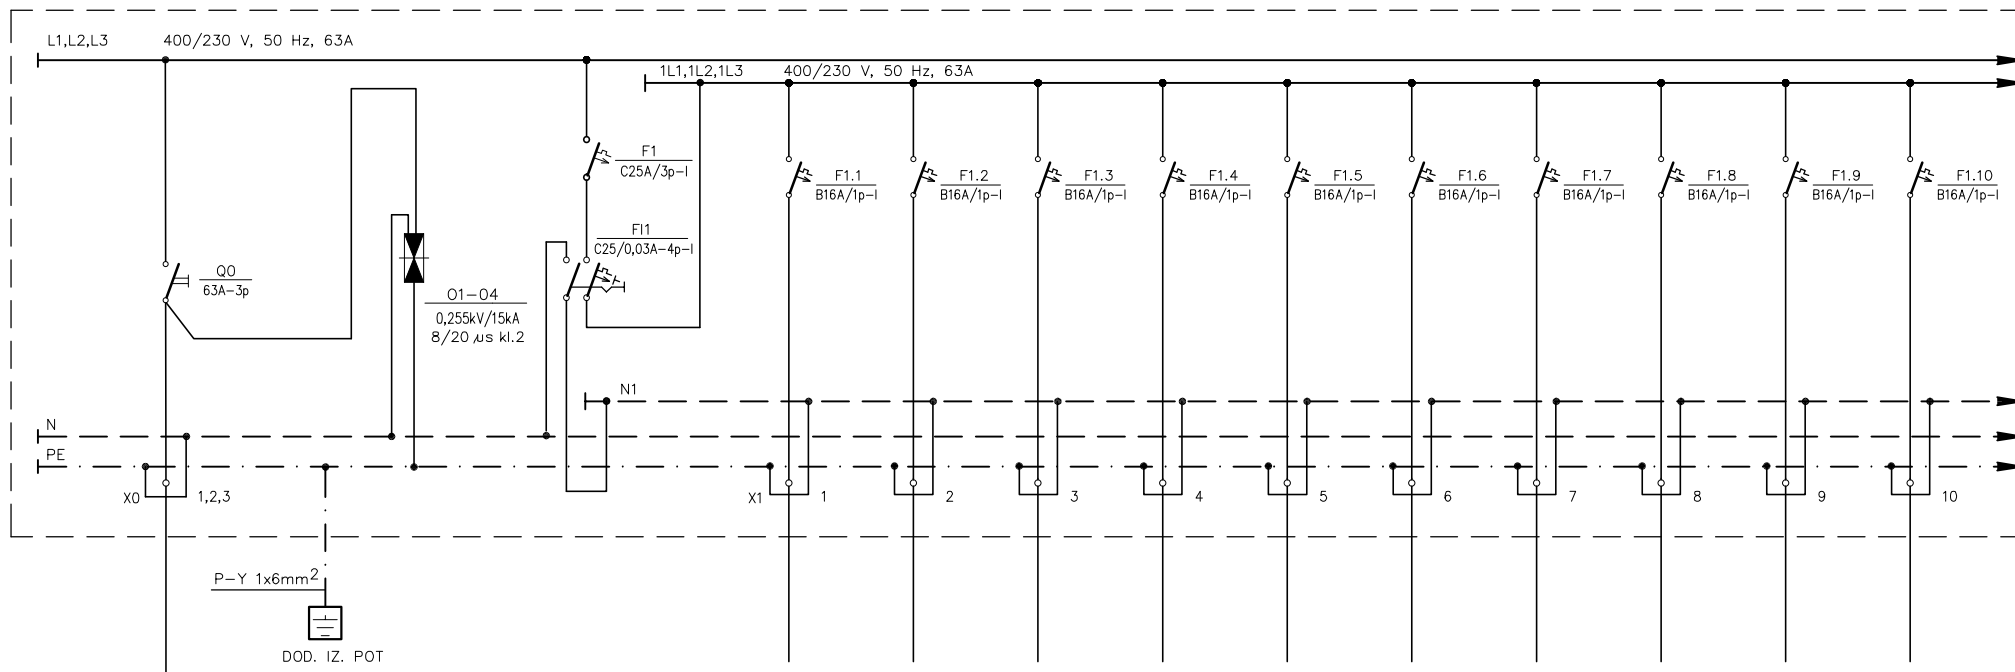 L1,L2,L3 400/230 V, 50 Hz, 63A
1L1,1L2,1L3 400/230 V, 50 Hz, 63A
F1
C25A/3p-I
F1.1
B16A/1p-I
F1.2
B16A/1p-I
F1.3
B16A/1p-I
F1.4
B16A/1p-I
F1.5
B16A/1p-I
F1.6
B16A/1p-I
F1.7
B16A/1p-I
F1.8
B16A/1p-I
F1.9
B16A/1p-I
F1.10
B16A/1p-I
FI1
C25/0,03A-4p-I
Q0
63A-3p
O1-O4
0,255kV/15kA
8/20 µs kl.2
N1
N
PE
X0 1,2,3
X1 1 2 3 4 5 6 7 8 9 10
P-Y 1x6mm²
DOD. IZ. POT